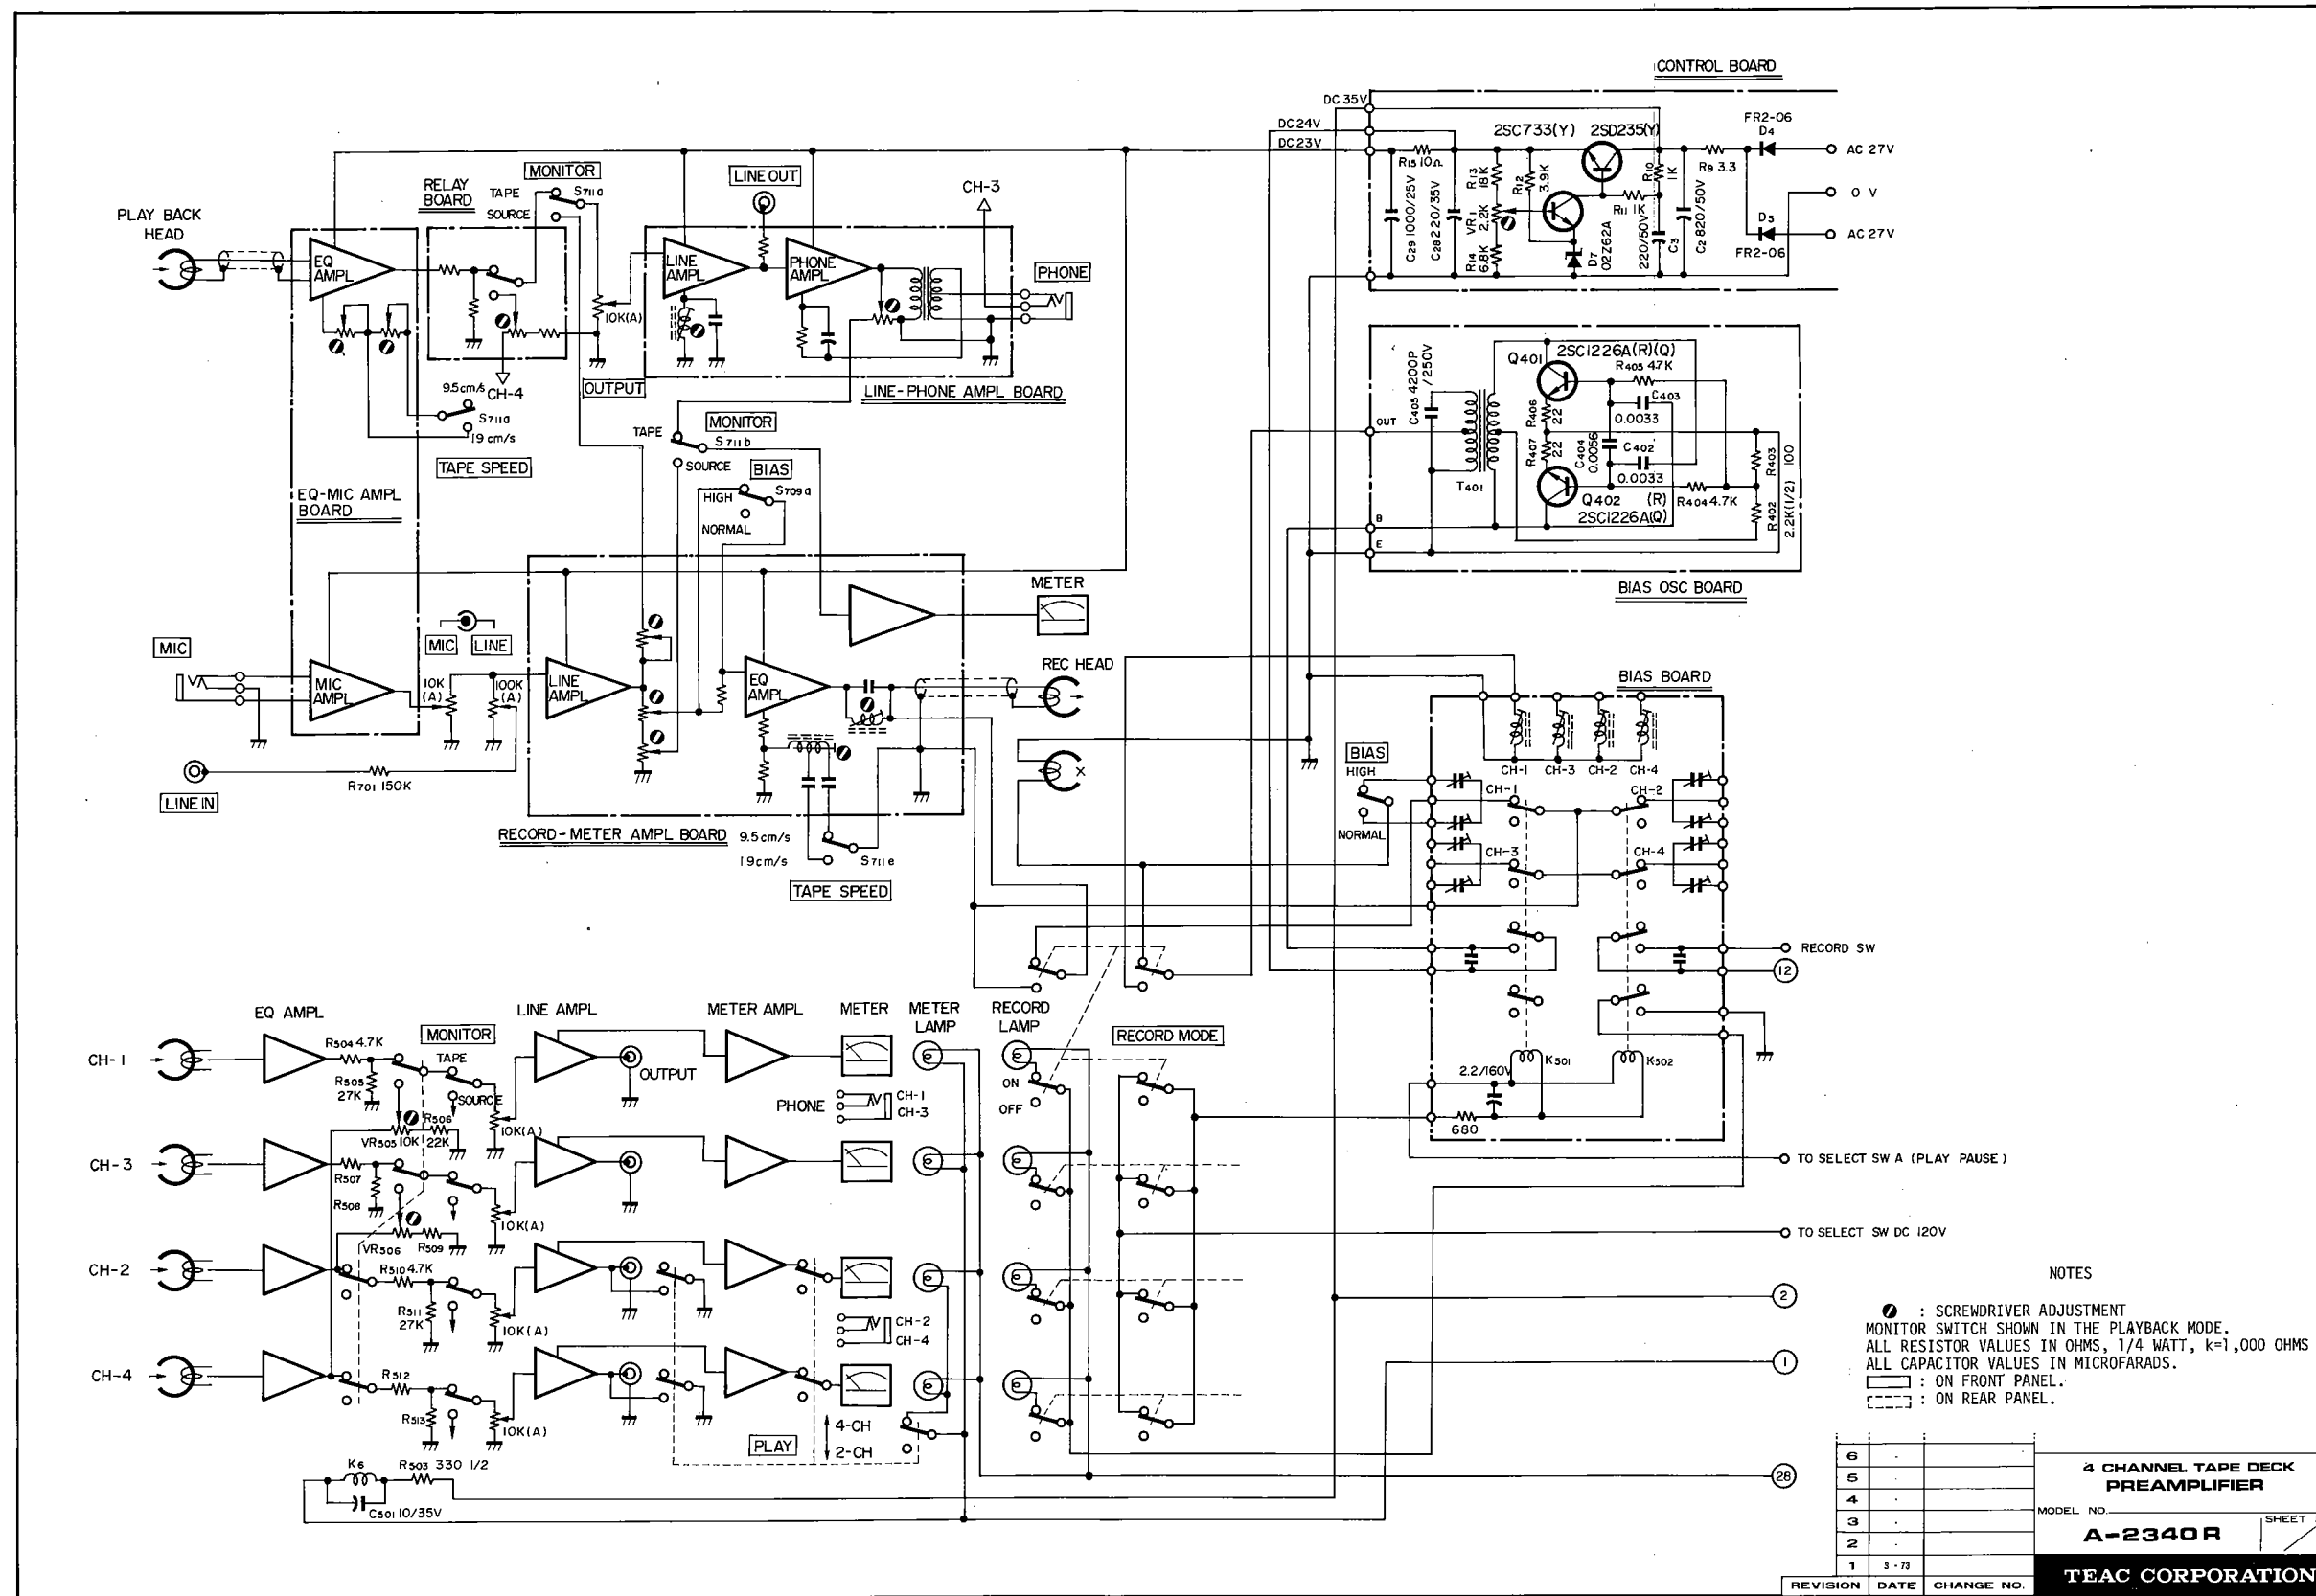 CONTROL BOARD
DC 35V
DC 24V
DC 23V
2SC733(Y) 2SD235(Y)
FR2-06
D4
AC 27V
R15 10Ω
R13 18K
R12 3.9K
R10 1K
R9 3.3
0 V
C29 1000/25V
C28 220/35V
VR1 2.2K
R11 1K
D5
FR2-06
AC 27V
R14 6.8K
D7 02Z62A
220/50V C3
C2 820/50V
PLAY BACK
HEAD
RELAY
BOARD
MONITOR
TAPE
S711a
SOURCE
LINE OUT
CH-3
EQ
AMPL
LINE
AMPL
PHONE
AMPL
PHONE
10K(A)
9.5cm/s
CH-4
S711a
19 cm/s
OUTPUT
LINE-PHONE AMPL BOARD
TAPE SPEED
MONITOR
TAPE
S711b
SOURCE
BIAS
HIGH
S709a
NORMAL
EQ-MIC AMPL
BOARD
Q401
2SC1226A(R)(Q)
R405 47K
C405 4200P
/250V
C403
0.0033
R406
22
OUT
R407
22
C404
0.0056
C402
0.0033
R403 100
T401
Q402 (R)
2SC1226A(Q)
R404 4.7K
R402
2.2K(1/2)
B
E
BIAS OSC BOARD
METER
MIC
MIC LINE
MIC
AMPL
10K
(A)
100K
(A)
LINE
AMPL
EQ
AMPL
REC HEAD
LINE IN
R701 150K
RECORD-METER AMPL BOARD
9.5cm/s
19cm/s
S711e
TAPE SPEED
BIAS BOARD
BIAS
HIGH
NORMAL
CH-1 CH-3 CH-2 CH-4
CH-1
CH-2
CH-3
CH-4
RECORD SW
12
K501
K502
2.2/160V
680
TO SELECT SW A (PLAY PAUSE)
TO SELECT SW DC 120V
2
1
28
EQ AMPL
LINE AMPL
METER AMPL
METER
METER
LAMP
RECORD
LAMP
RECORD MODE
CH-1
R504 4.7K
MONITOR
TAPE
R505
27K
SOURCE
OUTPUT
PHONE
CH-1
CH-3
ON
OFF
VR505 10K
R506
22K
10K(A)
CH-3
R507
R508
10K(A)
VR506
R509
CH-2
R510 4.7K
R511
27K
10K(A)
CH-2
CH-4
CH-4
R512
R513
10K(A)
PLAY
4-CH
2-CH
K6
R503 330 1/2
C501 10/35V
NOTES
: SCREWDRIVER ADJUSTMENT
MONITOR SWITCH SHOWN IN THE PLAYBACK MODE.
ALL RESISTOR VALUES IN OHMS, 1/4 WATT, k=1,000 OHMS
ALL CAPACITOR VALUES IN MICROFARADS.
: ON FRONT PANEL.
: ON REAR PANEL.
6
5
4
3
2
1 3-73
REVISION DATE CHANGE NO.
4 CHANNEL TAPE DECK
PREAMPLIFIER
MODEL NO.
A-2340R
SHEET
TEAC CORPORATION